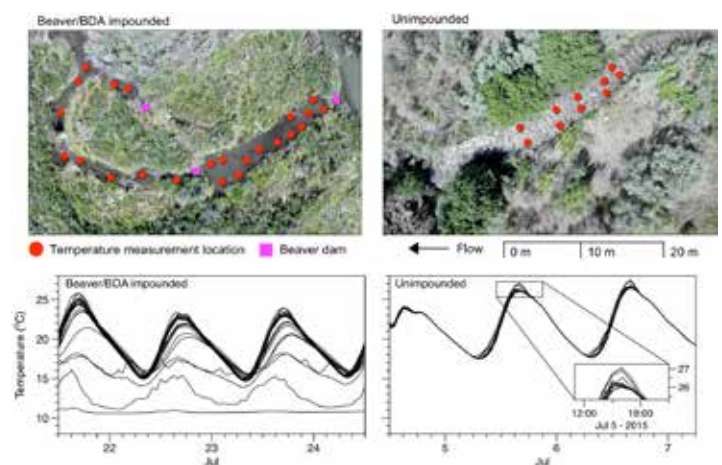 Beaver/BDA impounded
Unimpounded
Temperature measurement location
Beaver dam
Flow
0 m
10 m
20 m
Beaver/BDA impounded
Unimpounded
Temperature (°C)
25
20
15
10
22
23
24
Jul
5
6
7
Jul
27
26
12:00
18:00
Jul 5 - 2015